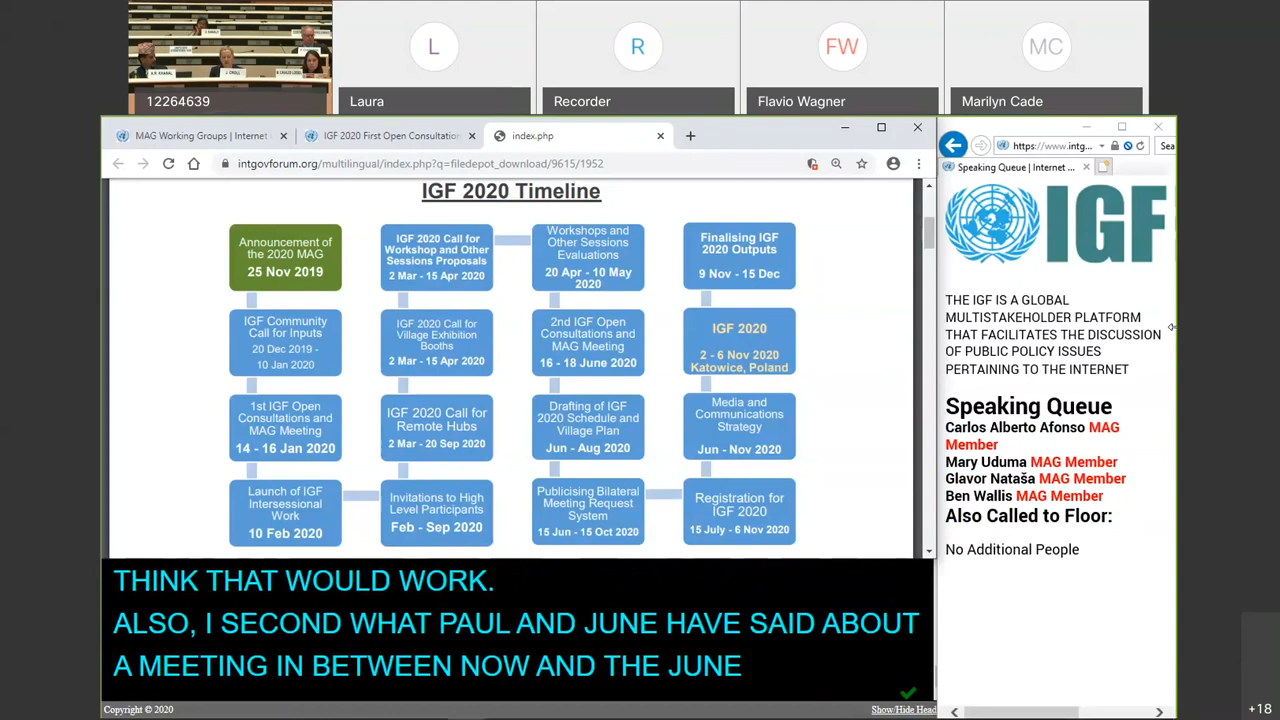 L
R
FW
MC
12264639
Laura
Recorder
Flavio Wagner
Marilyn Cade
MAG Working Groups | Internet
IGF 2020 First Open Consultation
index.php
intgovforum.org/multilingual/index.php?q=filedepot_download/9615/1952
IGF 2020 Timeline
Announcement of
the 2020 MAG
25 Nov 2019
IGF Community
Call for Inputs
20 Dec 2019 -
10 Jan 2020
1st IGF Open
Consultations and
MAG Meeting
14 - 16 Jan 2020
Launch of IGF
Intersessional
Work
10 Feb 2020
IGF 2020 Call for
Workshop and Other
Sessions Proposals
2 Mar - 15 Apr 2020
IGF 2020 Call for
Village Exhibition
Booths
2 Mar - 15 Apr 2020
IGF 2020 Call for
Remote Hubs
2 Mar - 20 Sep 2020
Invitations to High
Level Participants
Feb - Sep 2020
Workshops and
Other Sessions
Evaluations
20 Apr - 10 May
2020
2nd IGF Open
Consultations and
MAG Meeting
16 - 18 June 2020
Drafting of IGF
2020 Schedule and
Village Plan
Jun - Aug 2020
Publicising Bilateral
Meeting Request
System
15 Jun - 15 Oct 2020
Finalising IGF
2020 Outputs
9 Nov - 15 Dec
IGF 2020
2 - 6 Nov 2020
Katowice, Poland
Media and
Communications
Strategy
Jun - Nov 2020
Registration for
IGF 2020
15 July - 6 Nov 2020
https://www.intg...
Sea
Speaking Queue | Internet ...
IGF
THE IGF IS A GLOBAL
MULTISTAKEHOLDER PLATFORM
THAT FACILITATES THE DISCUSSION
OF PUBLIC POLICY ISSUES
PERTAINING TO THE INTERNET
Speaking Queue
Carlos Alberto Afonso MAG
Member
Mary Uduma MAG Member
Glavor Nataša MAG Member
Ben Wallis MAG Member
Also Called to Floor:
No Additional People
THINK THAT WOULD WORK.
ALSO, I SECOND WHAT PAUL AND JUNE HAVE SAID ABOUT
A MEETING IN BETWEEN NOW AND THE JUNE
Copyright © 2020
Show/Hide Head
+18